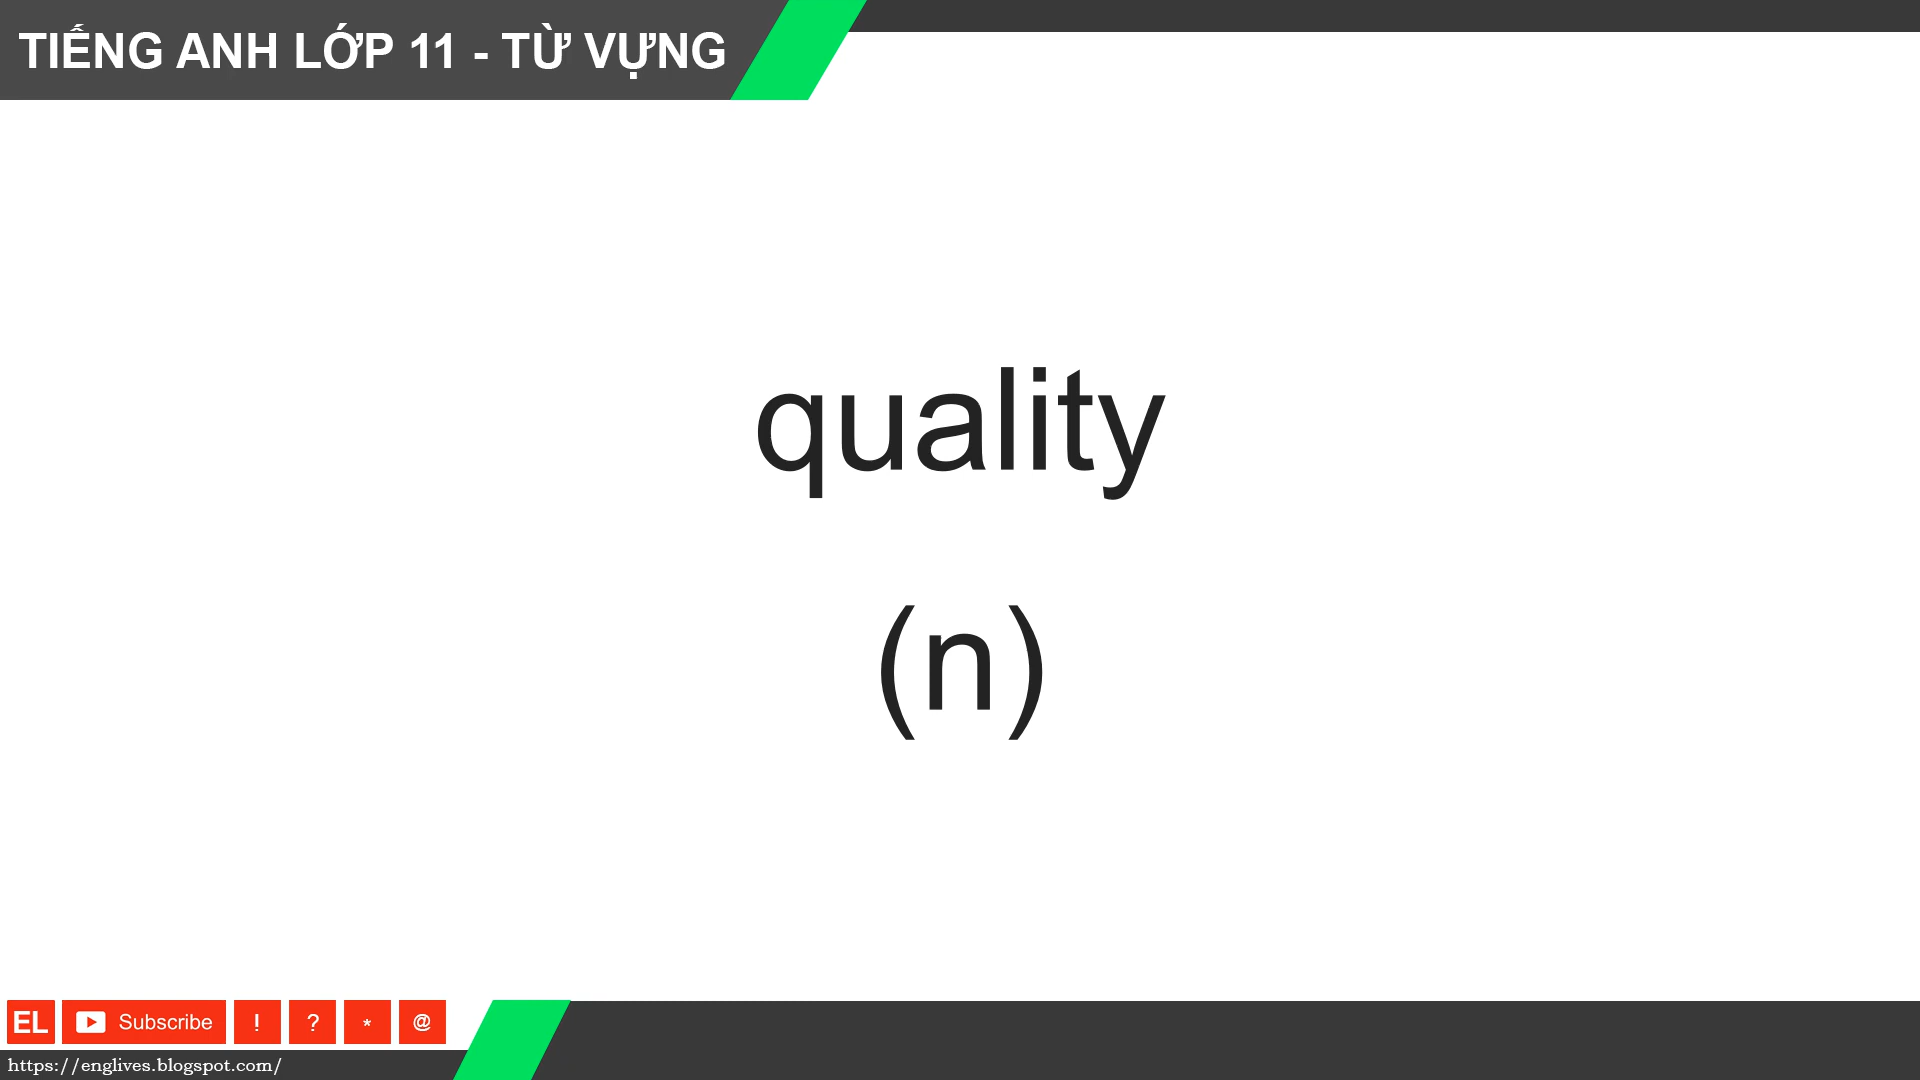 TIẾNG ANH LỚP 11 - TỪ VỰNG
quality
(n)
EL Subscribe ! ? * @
https://englives.blogspot.com/